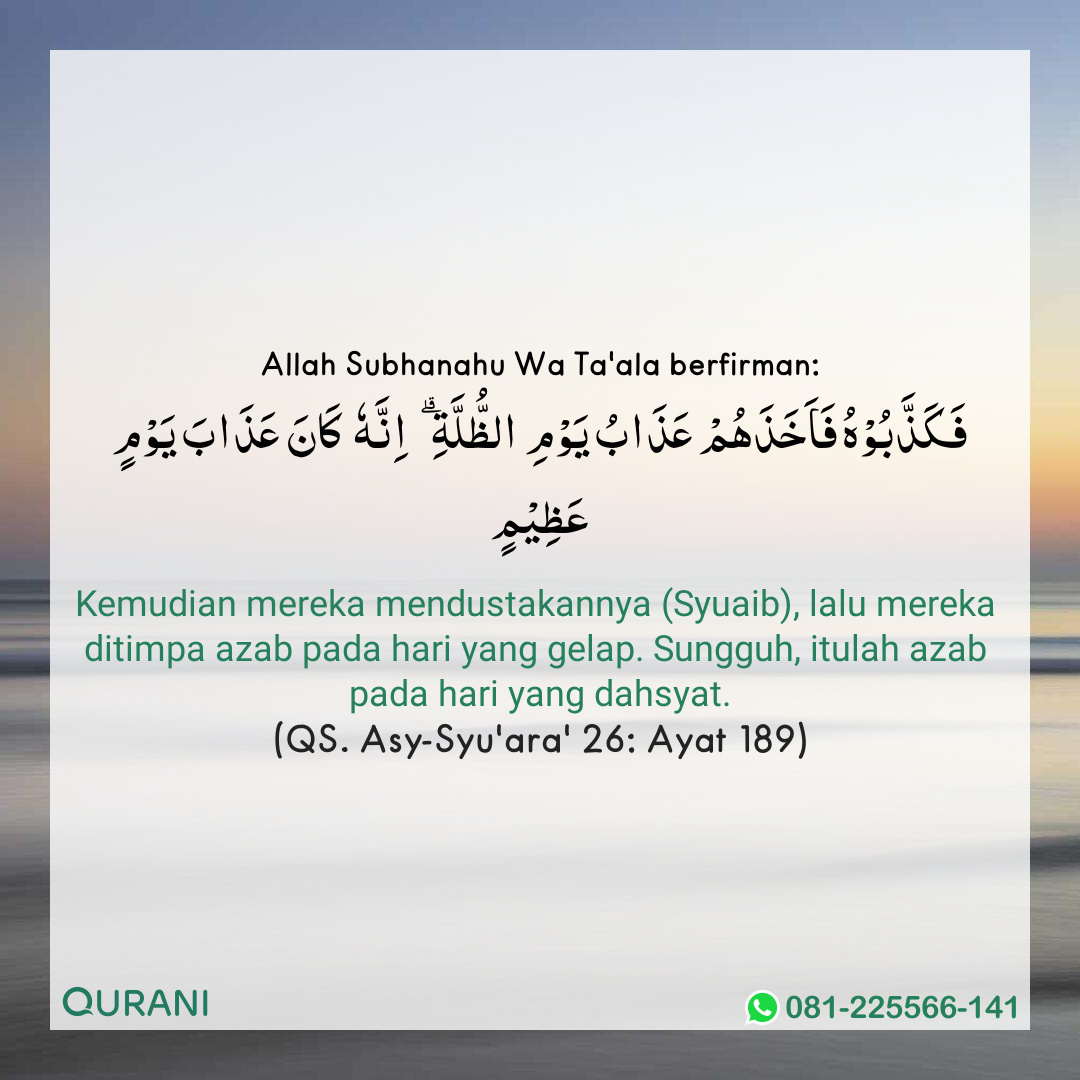 Allah Subhanahu Wa Ta'ala berfirman:
فَكَذَّبُوْهُ فَاَخَذَهُمْ عَذَابُ يَوْمِ الظُّلَّةِ ۗ اِنَّهٗ كَانَ عَذَابَ يَوْمٍ
عَظِيْمٍ
Kemudian mereka mendustakannya (Syuaib), lalu mereka
ditimpa azab pada hari yang gelap. Sungguh, itulah azab
pada hari yang dahsyat.
(QS. Asy-Syu'ara' 26: Ayat 189)
QURANI
081-225566-141